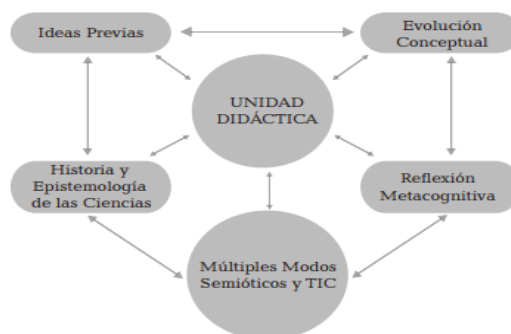 Ideas Previas
Evolución
Conceptual
UNIDAD
DIDÁCTICA
Historia y
Epistemología
de las Ciencias
Reflexión
Metacognitiva
Múltiples Modos
Semióticos y TIC